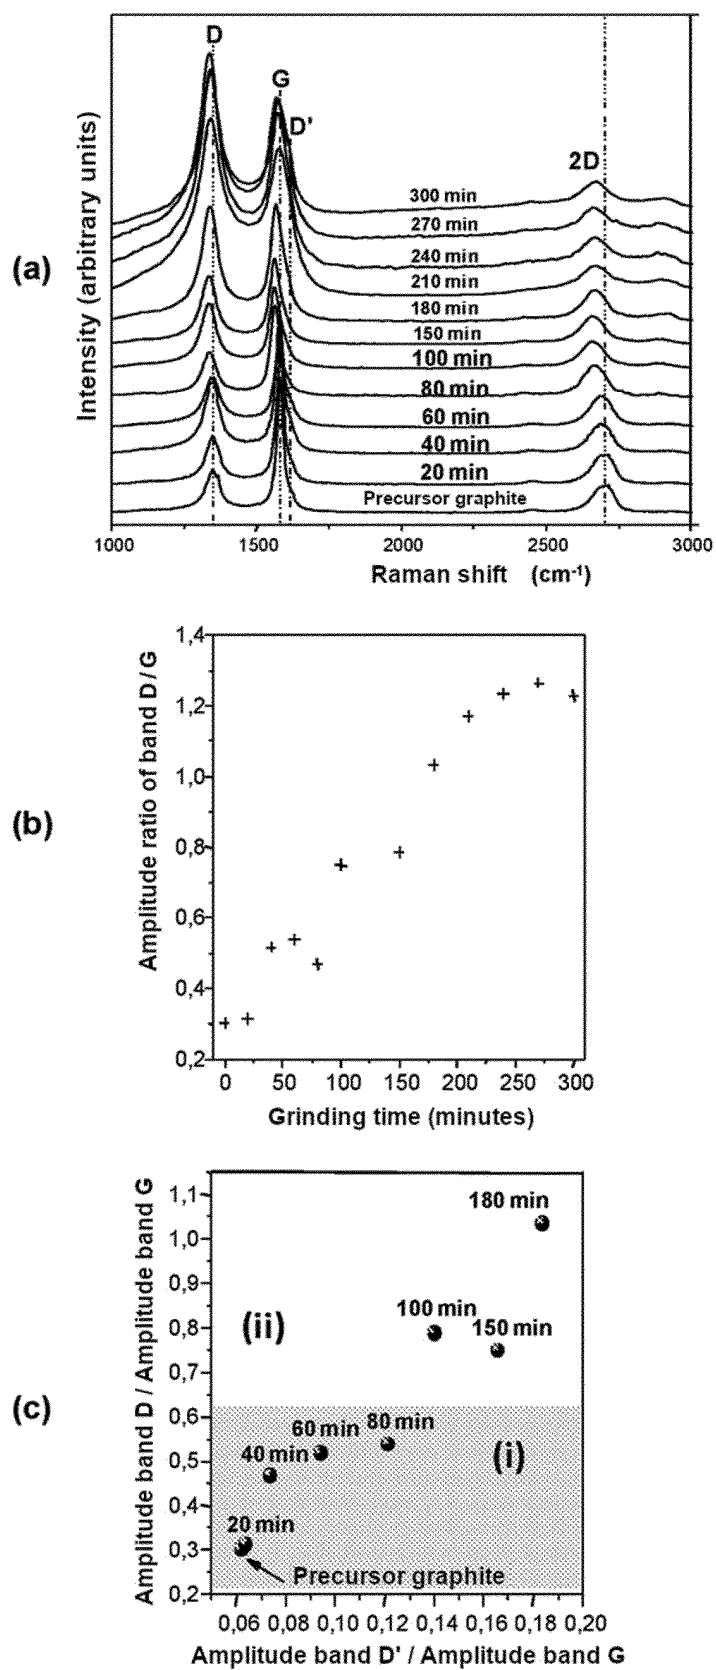 (a)
Intensity (arbitrary units)
D
G
D'
2D
300 min
270 min
240 min
210 min
180 min
150 min
100 min
80 min
60 min
40 min
20 min
Precursor graphite
1000 1500 2000 2500 3000
Raman shift (cm-1)
(b)
Amplitude ratio of band D / G
1,4
1,2
1,0
0,8
0,6
0,4
0,2
0 50 100 150 200 250 300
Grinding time (minutes)
(c)
Amplitude band D / Amplitude band G
1,1
1,0
0,9
0,8
0,7
0,6
0,5
0,4
0,3
0,2
180 min
100 min
150 min
(ii)
80 min
60 min
40 min
(i)
20 min
Precursor graphite
0,06 0,08 0,10 0,12 0,14 0,16 0,18 0,20
Amplitude band D' / Amplitude band G